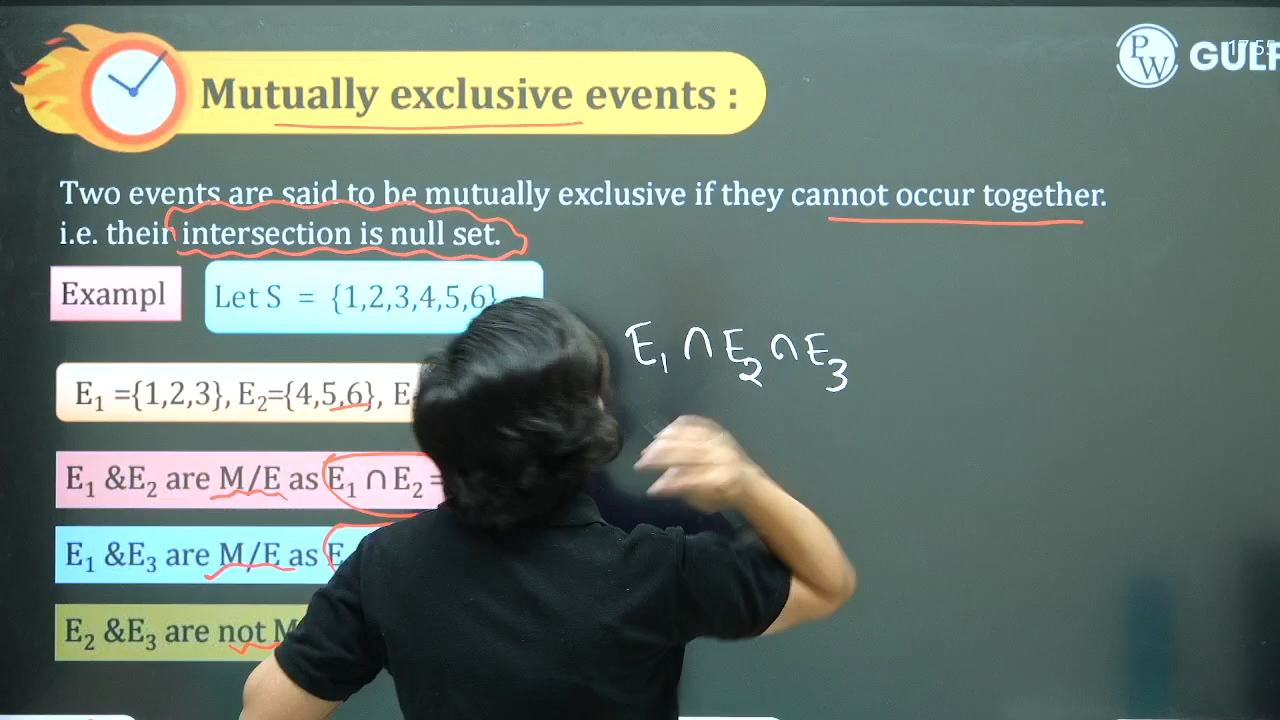 Mutually exclusive events :
PW GULF
Two events are said to be mutually exclusive if they cannot occur together.
i.e. their intersection is null set.
Exampl
Let S = {1,2,3,4,5,6}
E₁ ∩ E₂ ∩ E₃
E₁ ={1,2,3}, E₂={4,5,6}, E
E₁ &E₂ are M/E as E₁ ∩ E₂ =
E₁ &E₃ are M/E as E
E₂ &E₃ are not M